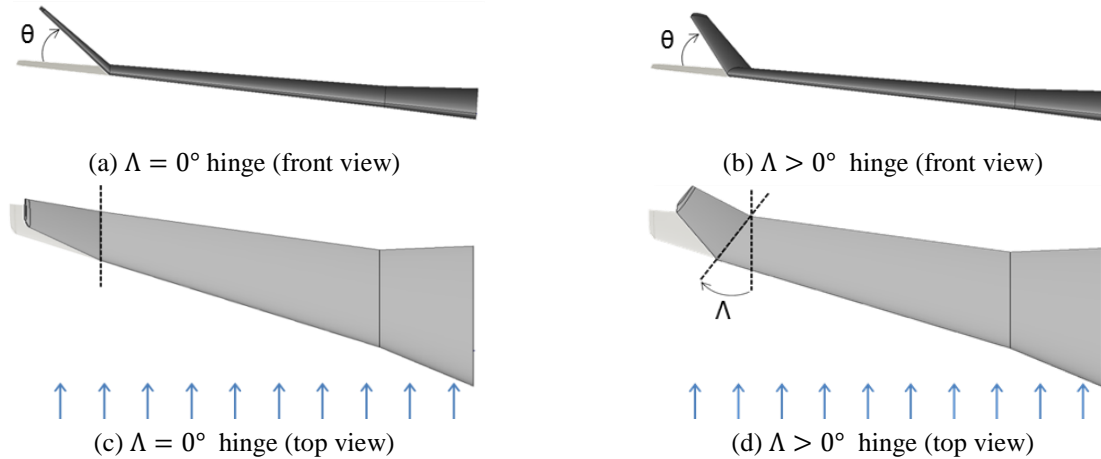 θ
θ
(a) Λ = 0° hinge (front view)
(b) Λ > 0° hinge (front view)
Λ
(c) Λ = 0° hinge (top view)
(d) Λ > 0° hinge (top view)